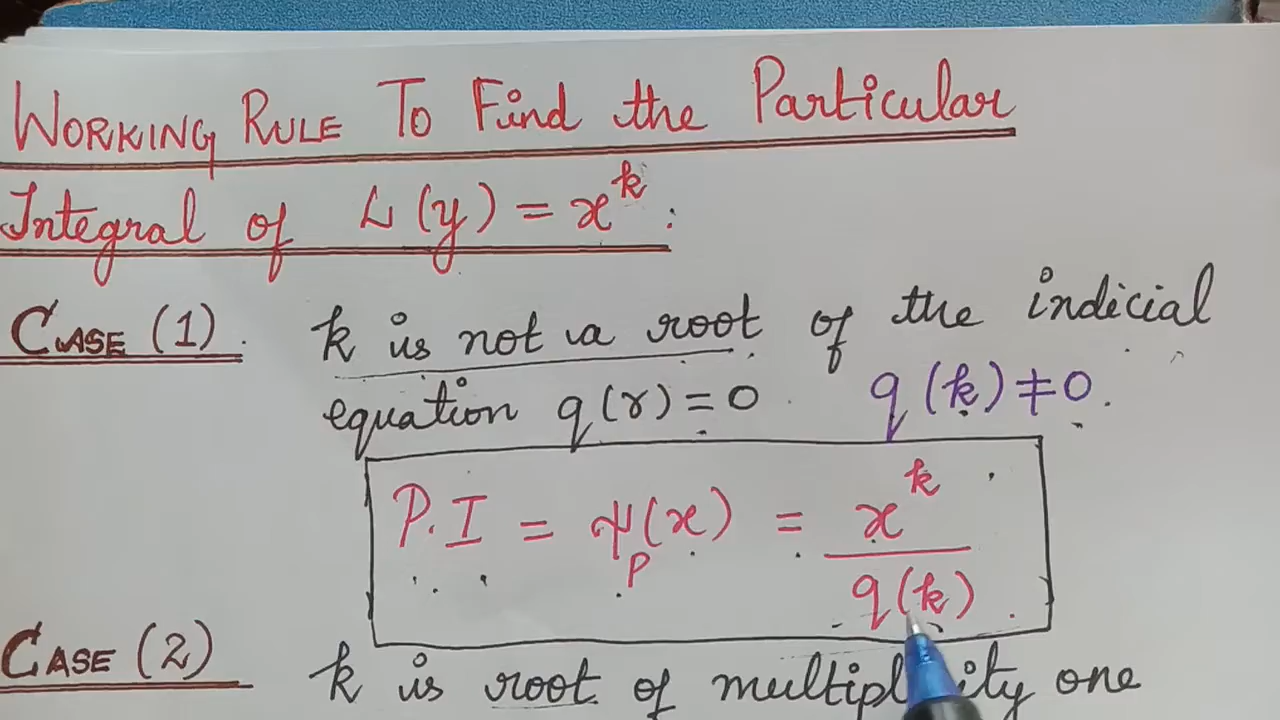 WORKING RULE TO Find the Particular
Integral of L(y) = x^k :
CASE (1). k is not a root of the indicial
equation q(r) = 0. q(k) ≠ 0.
P.I = ψ_p(x) = x^k / q(k)
CASE (2) k is root of multiplicity one